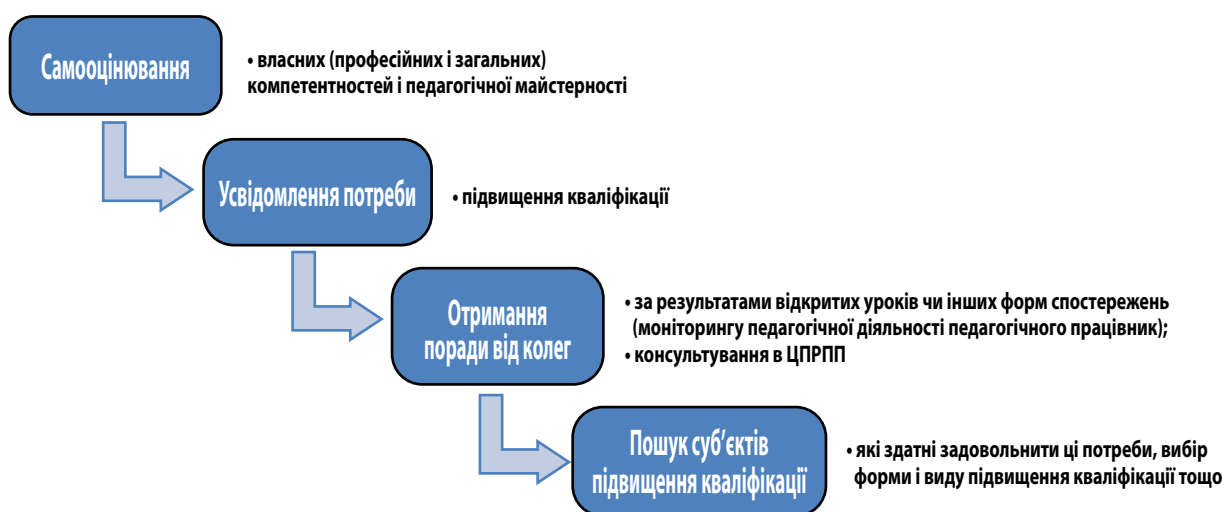 Самооцінювання
• власних (професійних і загальних)
компетентностей і педагогічної майстерності
Усвідомлення потреби
• підвищення кваліфікації
Отримання
поради від колег
• за результатами відкритих уроків чи інших форм спостережень
(моніторингу педагогічної діяльності педагогічного працівник);
• консультування в ЦПРПП
Пошук суб’єктів
підвищення кваліфікації
• які здатні задовольнити ці потреби, вибір
форми і виду підвищення кваліфікації тощо